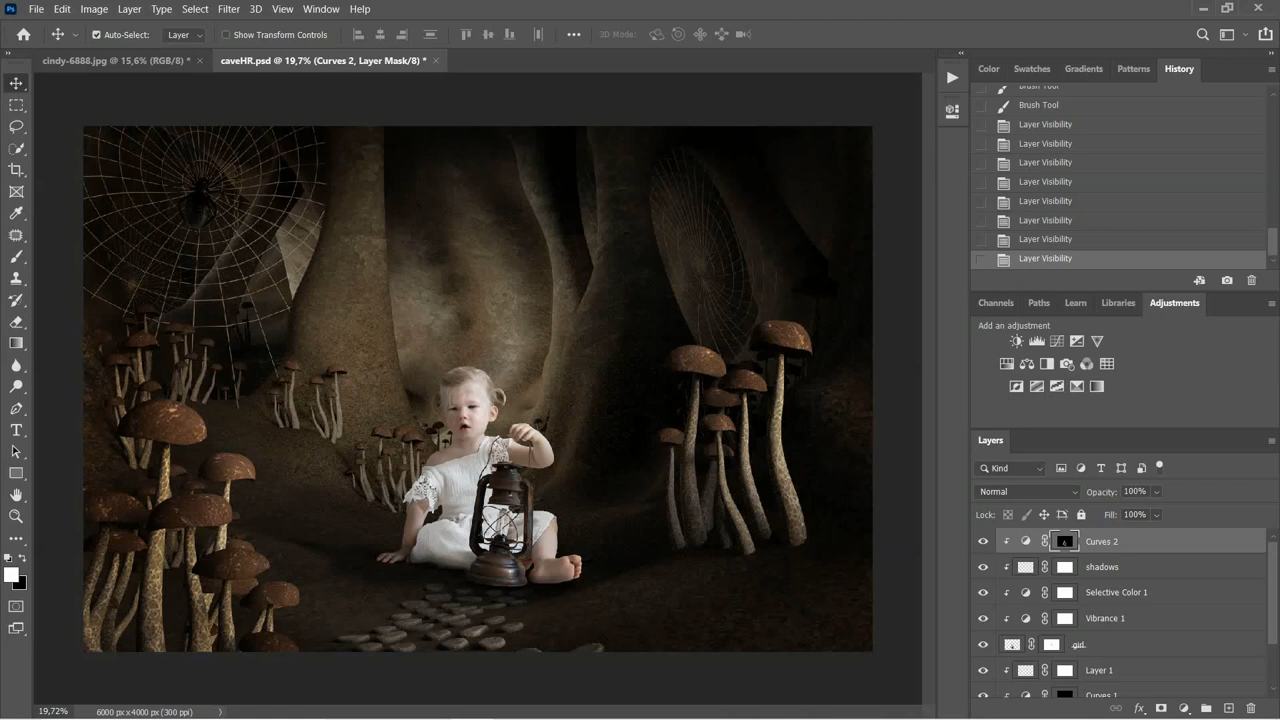 Ps File Edit Image Layer Type Select Filter 3D View Window Help
Auto-Select: Layer Show Transform Controls 3D Mode:
cindy-6888.jpg @ 15,6% (RGB/8) * × caveHR.psd @ 19,7% (Curves 2, Layer Mask/8) * ×
Color Swatches Gradients Patterns History
Brush Tool
Brush Tool
Layer Visibility
Layer Visibility
Layer Visibility
Layer Visibility
Layer Visibility
Layer Visibility
Layer Visibility
Layer Visibility
Channels Paths Learn Libraries Adjustments
Add an adjustment
Layers
Kind
Normal Opacity: 100%
Lock: Fill: 100%
Curves 2
shadows
Selective Color 1
Vibrance 1
girl
Layer 1
Curves 1
19,72% 6000 px x 4000 px (300 ppi)